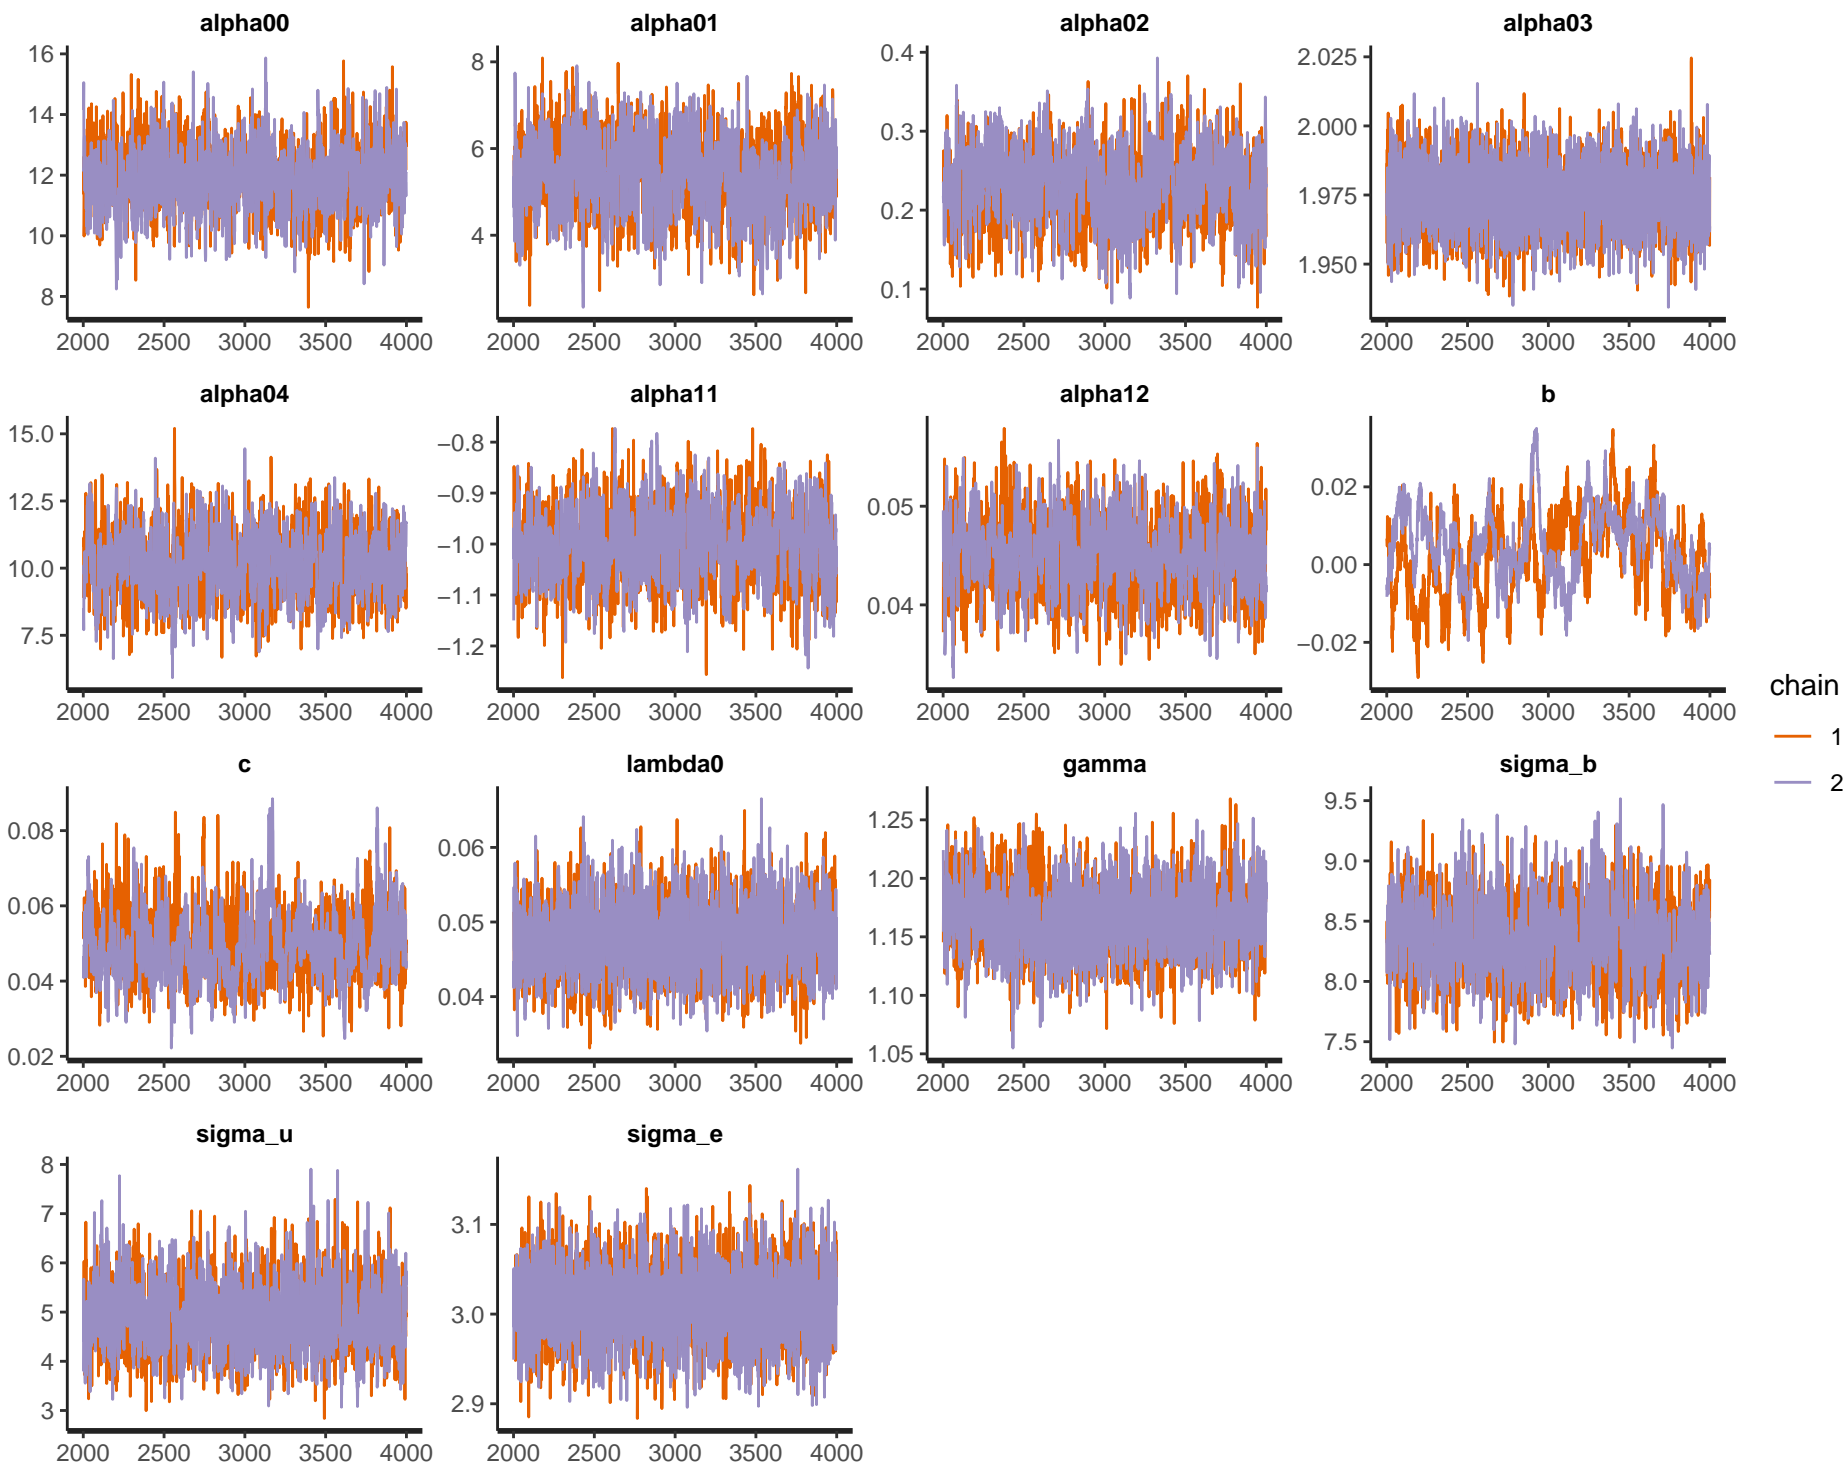 alpha00 alpha01 alpha02 alpha03
16 14 12 10 8
8 6 4
0.4 0.3 0.2 0.1
2.025 2.000 1.975 1.950
2000 2500 3000 3500 4000 2000 2500 3000 3500 4000 2000 2500 3000 3500 4000 2000 2500 3000 3500 4000
alpha04 alpha11 alpha12 b
15.0 12.5 10.0 7.5
−0.8 −0.9 −1.0 −1.1 −1.2
0.05 0.04
0.02 0.00 −0.02
2000 2500 3000 3500 4000 2000 2500 3000 3500 4000 2000 2500 3000 3500 4000 2000 2500 3000 3500 4000
chain
1
2
c lambda0 gamma sigma_b
0.08 0.06 0.04 0.02
0.06 0.05 0.04
1.25 1.20 1.15 1.10 1.05
9.5 9.0 8.5 8.0 7.5
2000 2500 3000 3500 4000 2000 2500 3000 3500 4000 2000 2500 3000 3500 4000 2000 2500 3000 3500 4000
sigma_u sigma_e
8 7 6 5 4 3
3.1 3.0 2.9
2000 2500 3000 3500 4000 2000 2500 3000 3500 4000